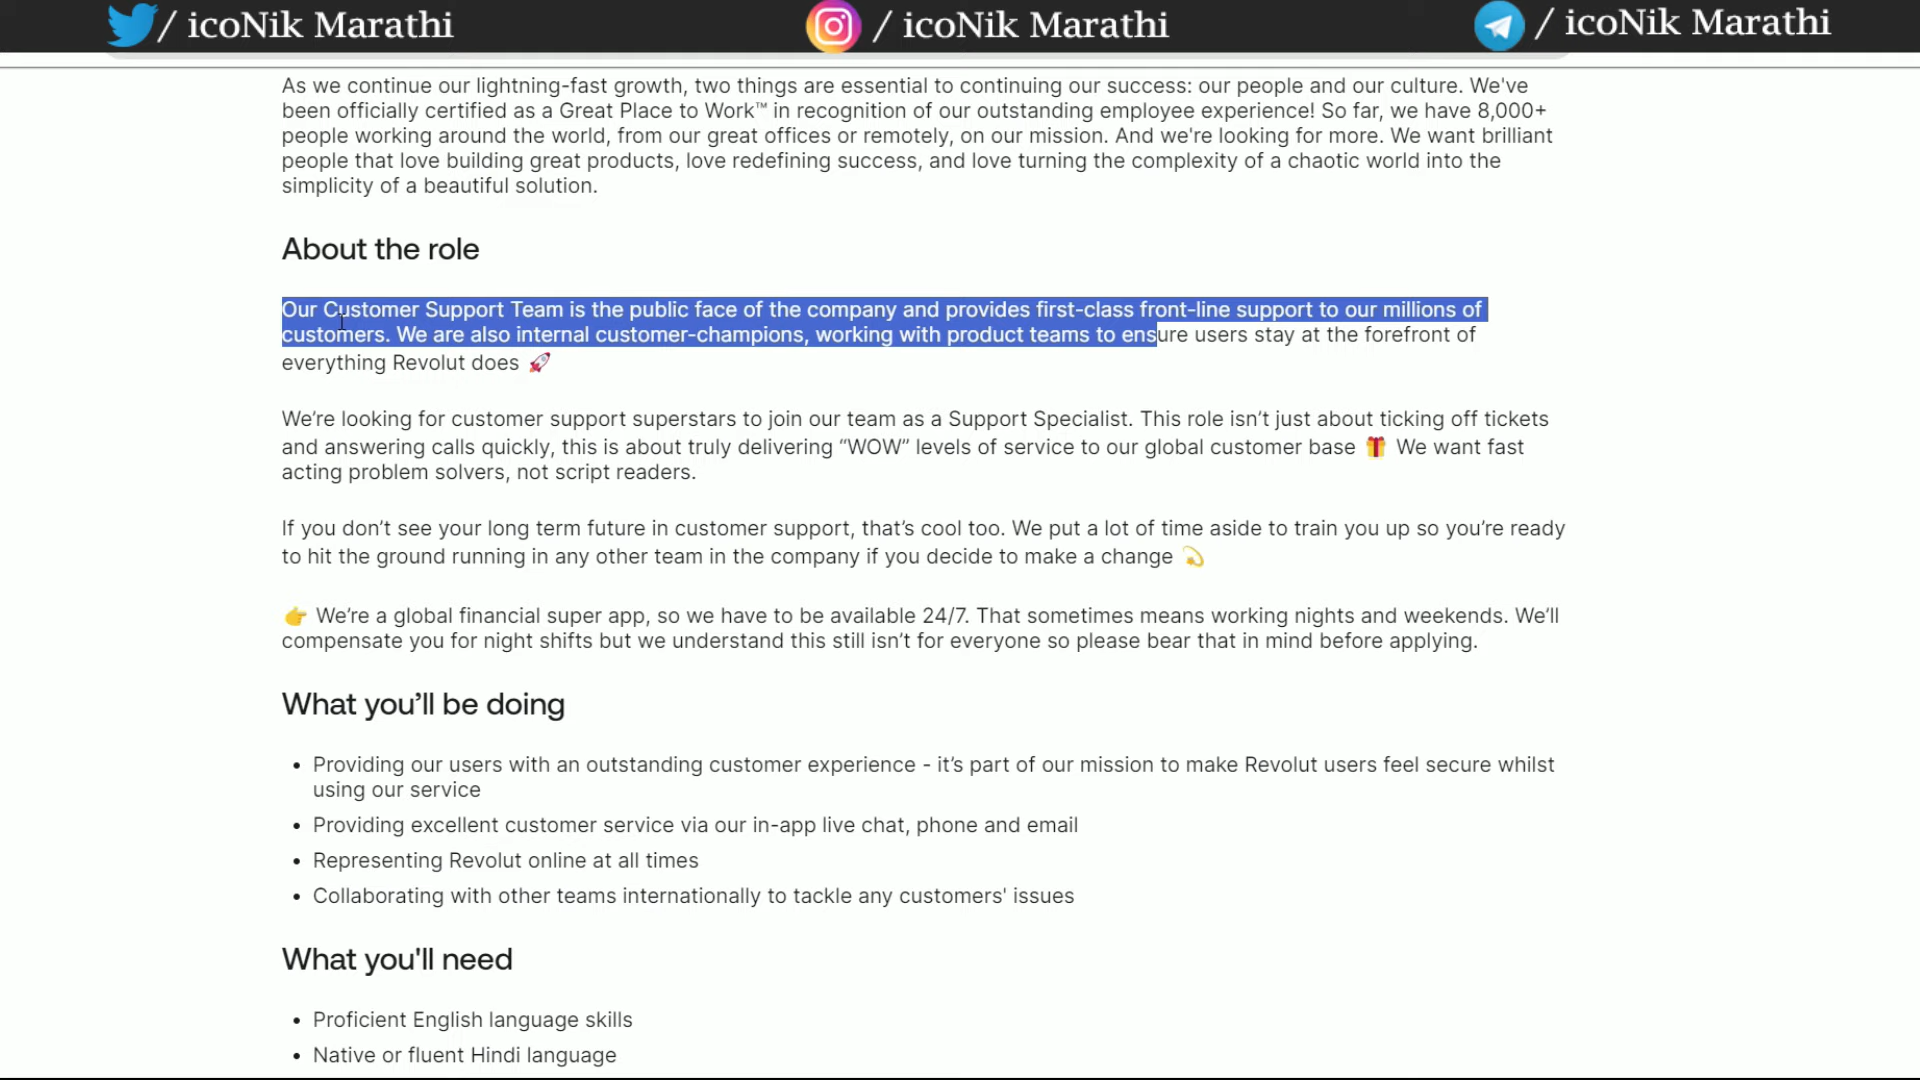 / icoNik Marathi / icoNik Marathi / icoNik Marathi
As we continue our lightning-fast growth, two things are essential to continuing our success: our people and our culture. We've
been officially certified as a Great Place to Work™ in recognition of our outstanding employee experience! So far, we have 8,000+
people working around the world, from our great offices or remotely, on our mission. And we're looking for more. We want brilliant
people that love building great products, love redefining success, and love turning the complexity of a chaotic world into the
simplicity of a beautiful solution.
About the role
Our Customer Support Team is the public face of the company and provides first-class front-line support to our millions of
customers. We are also internal customer-champions, working with product teams to ensure users stay at the forefront of
everything Revolut does 🚀
We’re looking for customer support superstars to join our team as a Support Specialist. This role isn’t just about ticking off tickets
and answering calls quickly, this is about truly delivering “WOW” levels of service to our global customer base 🎁 We want fast
acting problem solvers, not script readers.
If you don’t see your long term future in customer support, that’s cool too. We put a lot of time aside to train you up so you’re ready
to hit the ground running in any other team in the company if you decide to make a change 💫
👉 We’re a global financial super app, so we have to be available 24/7. That sometimes means working nights and weekends. We’ll
compensate you for night shifts but we understand this still isn’t for everyone so please bear that in mind before applying.
What you’ll be doing
• Providing our users with an outstanding customer experience - it’s part of our mission to make Revolut users feel secure whilst
using our service
• Providing excellent customer service via our in-app live chat, phone and email
• Representing Revolut online at all times
• Collaborating with other teams internationally to tackle any customers' issues
What you'll need
• Proficient English language skills
• Native or fluent Hindi language